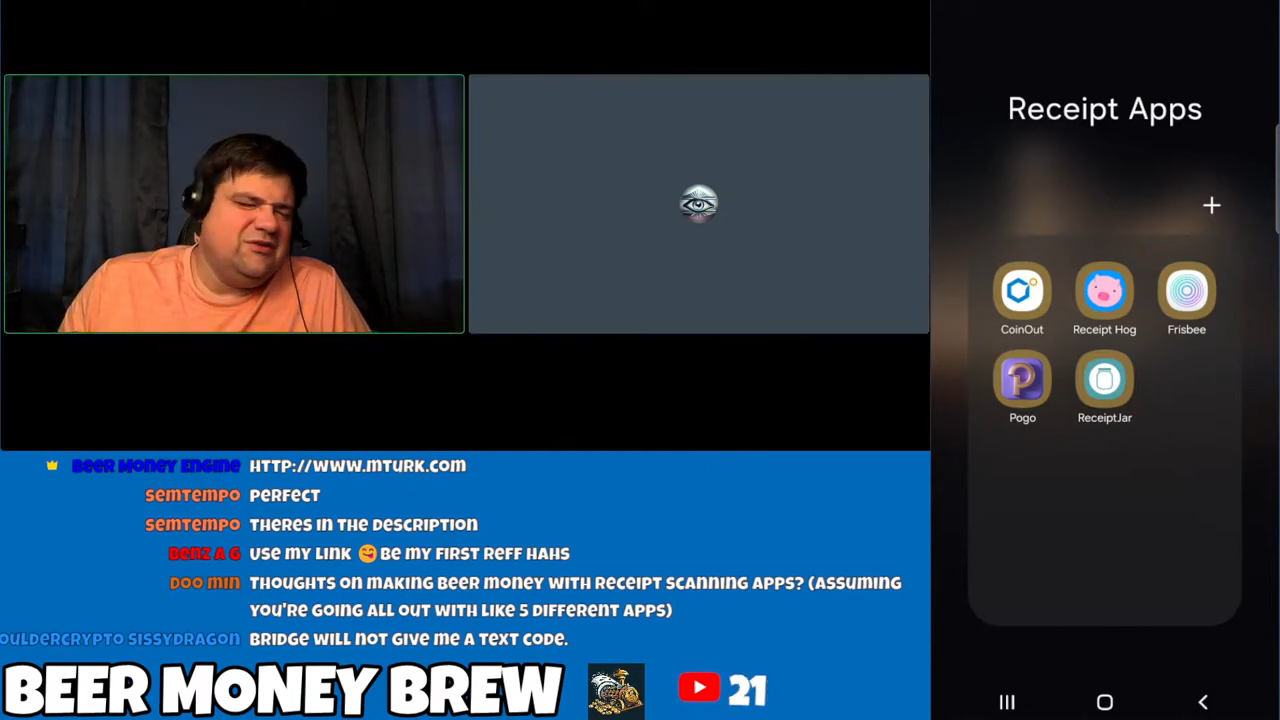 Receipt Apps
+
CoinOut
Receipt Hog
Frisbee
P
Pogo
ReceiptJar
Beer Money Engine HTTP://WWW.MTURK.COM
semtempo PERFECT
semtempo THERES IN THE DESCRIPTION
Benz A G USE MY LINK 😋 BE MY FIRST REFF HAHS
Doo min THOUGHTS ON MAKING BEER MONEY WITH RECEIPT SCANNING APPS? (ASSUMING
YOU'RE GOING ALL OUT WITH LIKE 5 DIFFERENT APPS)
ouldercrypto sissydragon BRIDGE WILL NOT GIVE ME A TEXT CODE.
BEER MONEY BREW
21